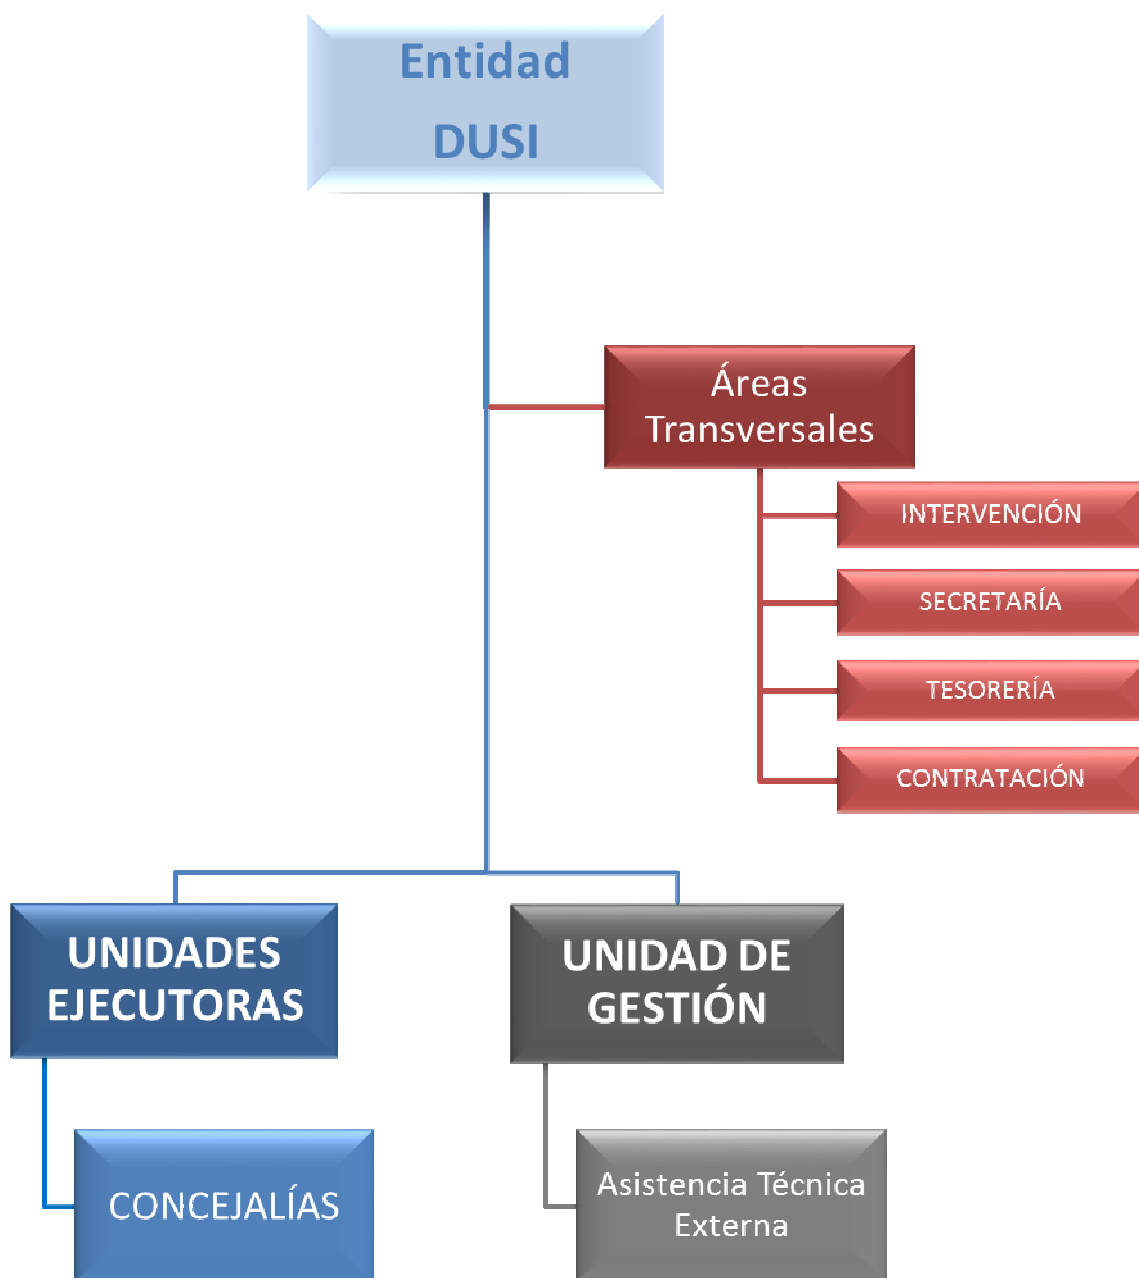 Entidad
DUSI
Áreas
Transversales
INTERVENCIÓN
SECRETARÍA
TESORERÍA
CONTRATACIÓN
UNIDADES
EJECUTORAS
UNIDAD DE
GESTIÓN
CONCEJALÍAS
Asistencia Técnica
Externa